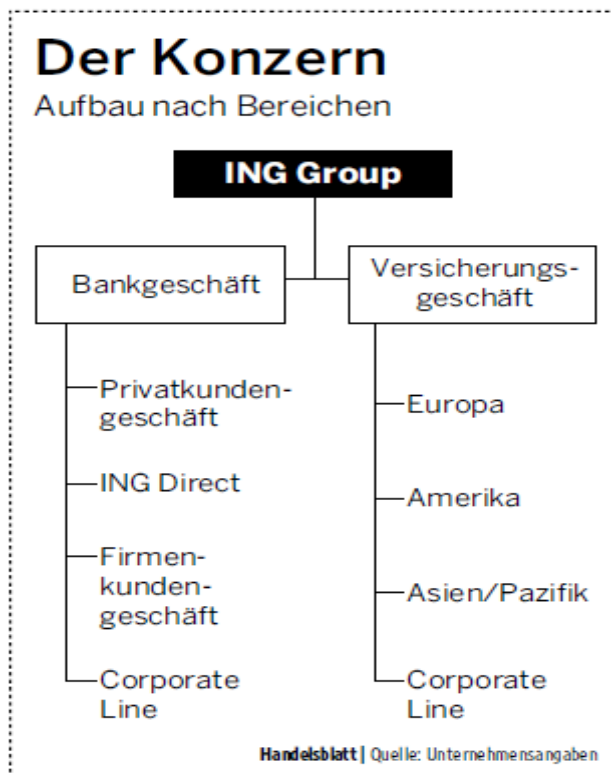 Der Konzern
Aufbau nach Bereichen
ING Group
Bankgeschäft
Privatkunden-
geschäft
ING Direct
Firmen-
kunden-
geschäft
Corporate
Line
Versicherungs-
geschäft
Europa
Amerika
Asien/Pazifik
Corporate
Line
Handelsblatt | Quelle: Unternehmensangaben